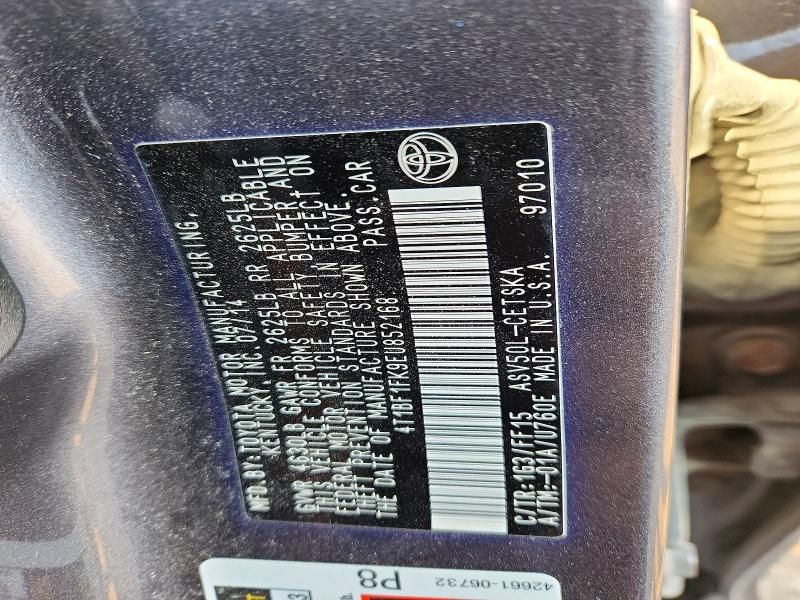 MFD.BY:TOYOTA MOTOR MANUFACTURING,
KENTUCKY, INC.07/14
GVWR 4630LB GAWR FR 2625LB RR 2625LB
THIS VEHICLE CONFORMS TO ALL APPLICABLE
FEDERAL MOTOR VEHICLE SAFETY, BUMPER, AND
THEFT PREVENTION STANDARDS IN EFFECT ON
THE DATE OF MANUFACTURE SHOWN ABOVE.
4T1BF1FK9EU852168 PASS.CAR
C/TR:1G3/FF15 ASV50L-CETSKA
A/TM:-01A/U760E MADE IN U.S.A. 97010
P8
42661-06732